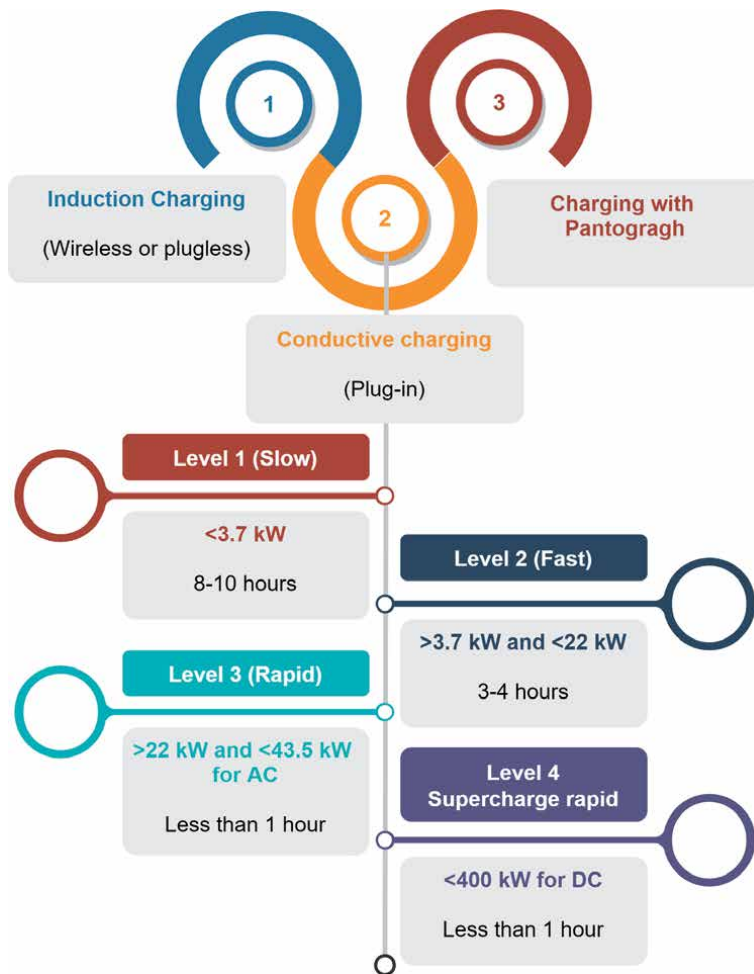 1
3
Induction Charging
(Wireless or plugless)
2
Charging with
Pantogragh
Conductive charging
(Plug-in)
Level 1 (Slow)
<3.7 kW
8-10 hours
Level 2 (Fast)
>3.7 kW and <22 kW
3-4 hours
Level 3 (Rapid)
>22 kW and <43.5 kW
for AC
Less than 1 hour
Level 4
Supercharge rapid
<400 kW for DC
Less than 1 hour